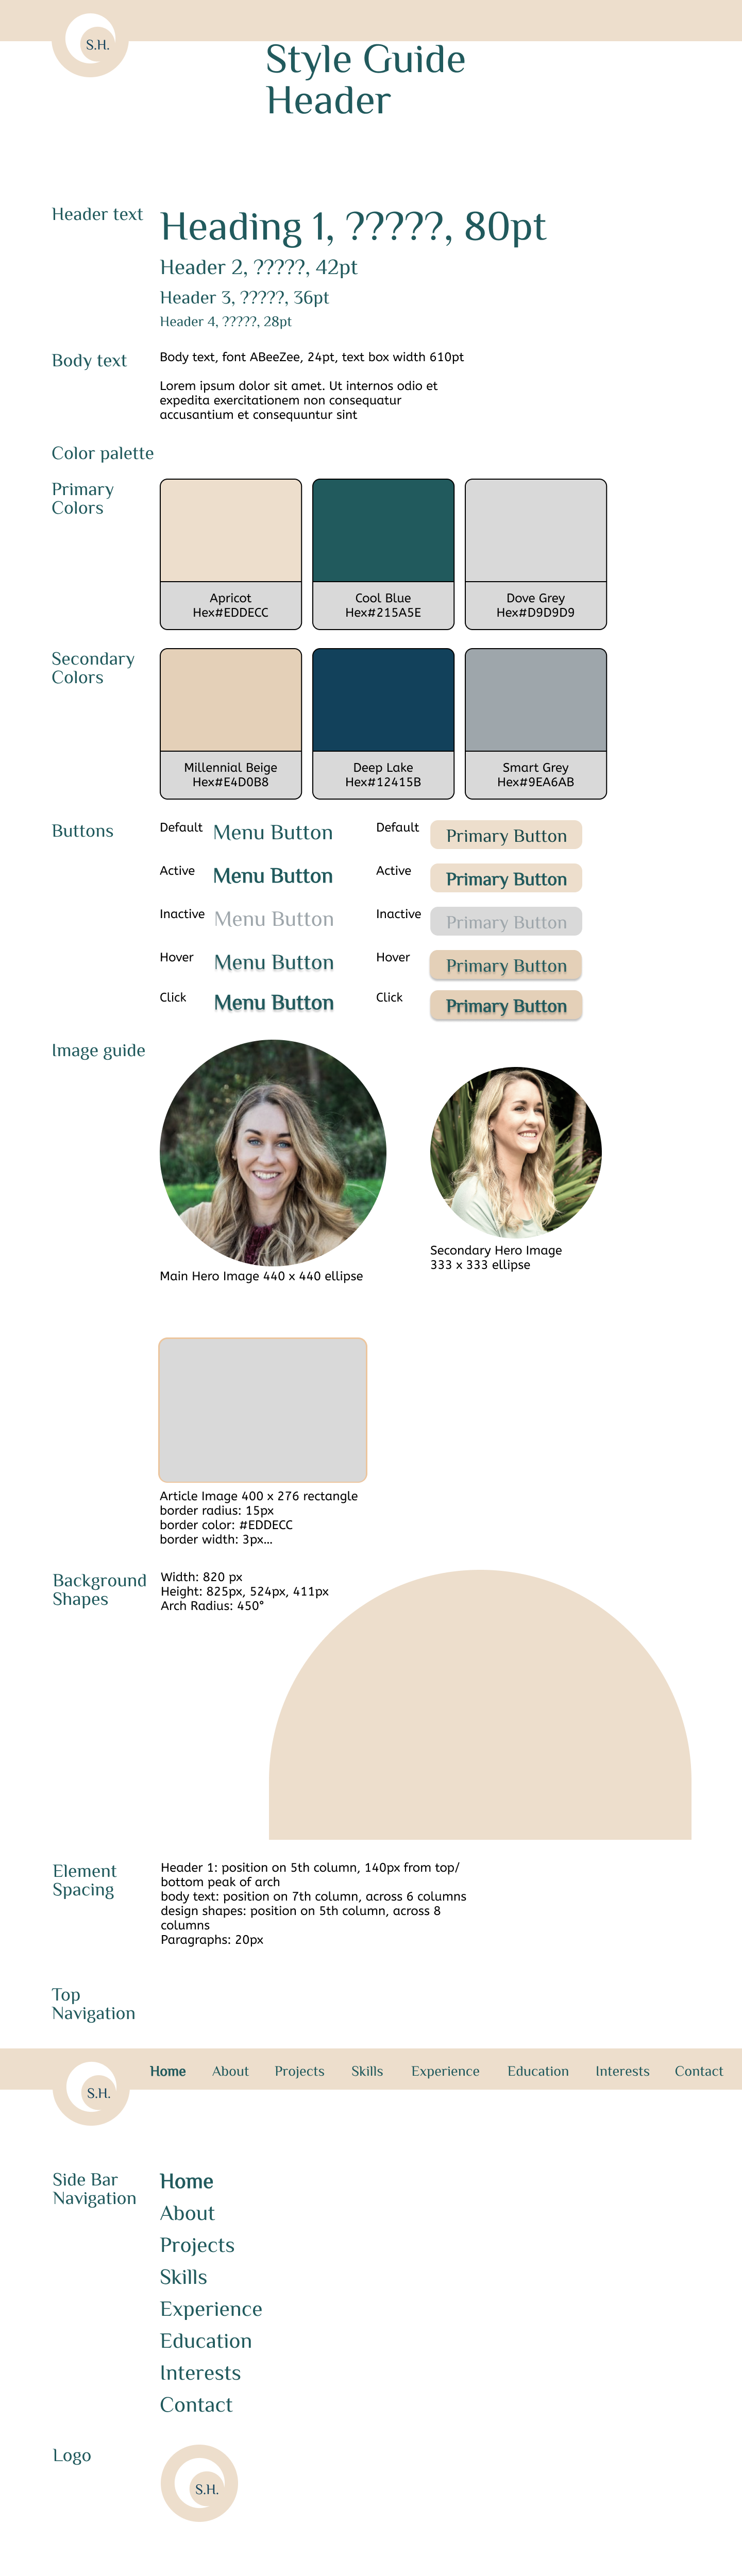 S.H.
Style Guide
Header
Header text
Heading 1, ?????, 80pt
Header 2, ?????, 42pt
Header 3, ?????, 36pt
Header 4, ?????, 28pt
Body text
Body text, font ABeeZee, 24pt, text box width 610pt
Lorem ipsum dolor sit amet. Ut internos odio et
expedita exercitationem non consequatur
accusantium et consequuntur sint
Color palette
Primary
Colors
Apricot
Hex#EDDECC
Cool Blue
Hex#215A5E
Dove Grey
Hex#D9D9D9
Secondary
Colors
Millennial Beige
Hex#E4D0B8
Deep Lake
Hex#12415B
Smart Grey
Hex#9EA6AB
Buttons
Default Menu Button Default Primary Button
Active Menu Button Active Primary Button
Inactive Menu Button Inactive Primary Button
Hover Menu Button Hover Primary Button
Click Menu Button Click Primary Button
Image guide
Main Hero Image 440 x 440 ellipse
Secondary Hero Image
333 x 333 ellipse
Article Image 400 x 276 rectangle
border radius: 15px
border color: #EDDECC
border width: 3px...
Background
Shapes
Width: 820 px
Height: 825px, 524px, 411px
Arch Radius: 450°
Element
Spacing
Header 1: position on 5th column, 140px from top/
bottom peak of arch
body text: position on 7th column, across 6 columns
design shapes: position on 5th column, across 8
columns
Paragraphs: 20px
Top
Navigation
S.H.
Home About Projects Skills Experience Education Interests Contact
Side Bar
Navigation
Home
About
Projects
Skills
Experience
Education
Interests
Contact
Logo
S.H.